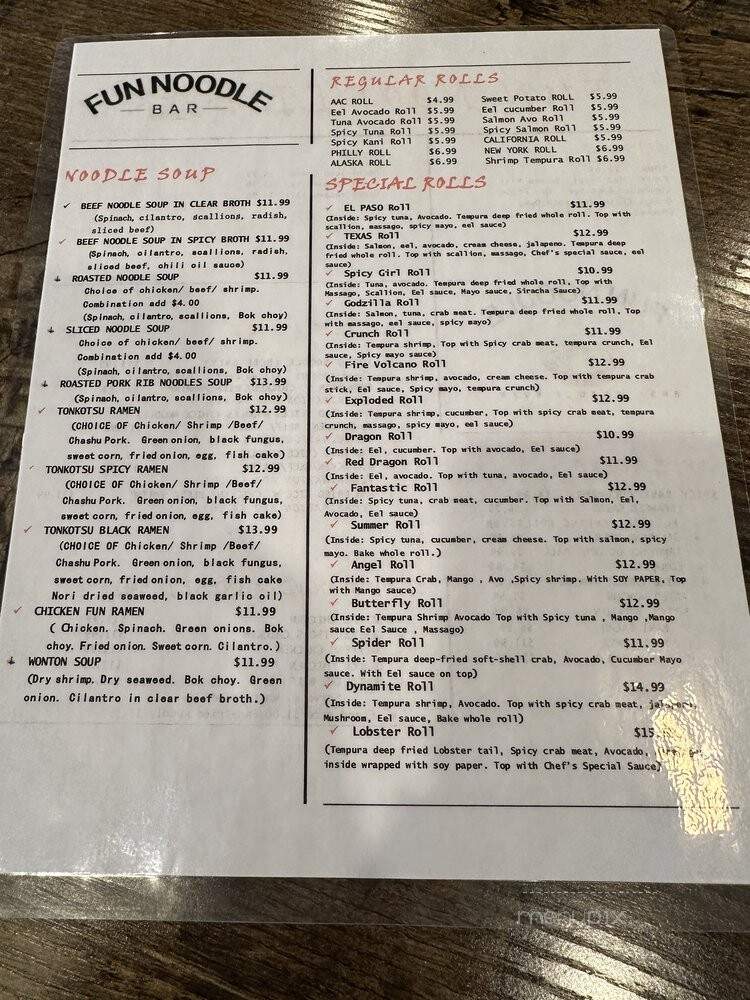 FUN NOODLE
BAR
NOODLE SOUP
BEEF NOODLE SOUP IN CLEAR BROTH $11.99
(Spinach, cilantro, scallions, radish,
sliced beef)
BEEF NOODLE SOUP IN SPICY BROTH $11.99
(Spinach, cilantro, scallions, radish,
sliced beef, chili oil sauce)
ROASTED NOODLE SOUP $11.99
Choice of chicken/ beef/ shrimp.
Combination add $4.00
(Spinach, cilantro, scallions, Bok choy)
SLICED NOODLE SOUP $11.99
Choice of chicken/ beef/ shrimp.
Combination add $4.00
(Spinach, cilantro, scallions, Bok choy)
ROASTED PORK RIB NOODLES SOUP $13.99
(Spinach, cilantro, scallions, Bok choy)
TONKOTSU RAMEN $12.99
(CHOICE OF Chicken/ Shrimp /Beef/
Chashu Pork. Green onion, black fungus,
sweet corn, fried onion, egg, fish cake)
TONKOTSU SPICY RAMEN $12.99
(CHOICE OF Chicken/ Shrimp /Beef/
Chashu Pork. Green onion, black fungus,
sweet corn, fried onion, egg, fish cake)
TONKOTSU BLACK RAMEN $13.99
(CHOICE OF Chicken/ Shrimp /Beef/
Chashu Pork. Green onion, black fungus,
sweet corn, fried onion, egg, fish cake
Nori dried seaweed, black garlic oil)
CHICKEN FUN RAMEN $11.99
( Chicken. Spinach. Green onions. Bok
choy. Fried onion. Sweet corn. Cilantro.)
WONTON SOUP $11.99
(Dry shrimp. Dry seaweed. Bok choy. Green
onion. Cilantro in clear beef broth.)
REGULAR ROLLS
AAC ROLL $4.99
Eel Avocado Roll $5.99
Tuna Avocado Roll $5.99
Spicy Tuna Roll $5.99
Spicy Kani Roll $5.99
PHILLY ROLL $6.99
ALASKA ROLL $6.99
Sweet Potato ROLL $5.99
Eel cucumber Roll $5.99
Salmon Avo Roll $5.99
Spicy Salmon Roll $5.99
CALIFORNIA ROLL $5.99
NEW YORK ROLL $6.99
Shrimp Tempura Roll $6.99
SPECIAL ROLLS
EL PASO Roll $11.99
(Inside: Spicy tuna, Avocado. Tempura deep fried whole roll. Top with
scallion, massago, spicy mayo, eel sauce)
TEXAS Roll $12.99
(Inside: Salmon, eel, avocado, cream cheese, jalapeno. Tempura deep
fried whole roll. Top with scallion, massago, Chef's special sauce, eel
sauce)
Spicy Girl Roll $10.99
(Inside: Tuna, avocado. Tempura deep fried whole roll, Top with
Massago, Scallion, Eel sauce, Mayo sauce, Siracha Sauce)
Godzilla Roll $11.99
(Inside: Salmon, tuna, crab meat. Tempura deep fried whole roll, Top
with massago, eel sauce, spicy mayo)
Crunch Roll $11.99
(Inside: Tempura shrimp, Top with Spicy crab meat, tempura crunch, Eel
sauce, Spicy mayo sauce)
Fire Volcano Roll $12.99
(Inside: Tempura shrimp, avocado, cream cheese. Top with tempura crab
stick, Eel sauce, Spicy mayo, tempura crunch)
Exploded Roll $12.99
(Inside: Tempura shrimp, cucumber, Top with spicy crab meat, tempura
crunch, massago, spicy mayo, eel sauce)
Dragon Roll $10.99
(Inside: Eel, cucumber. Top with avocado, Eel sauce)
Red Dragon Roll $11.99
(Inside: Eel, avocado. Top with tuna, avocado, Eel sauce)
Fantastic Roll $12.99
(Inside: Spicy tuna, crab meat, cucumber. Top with Salmon, Eel,
Avocado, Eel sauce)
Summer Roll $12.99
(Inside: Spicy tuna, cucumber, cream cheese. Top with salmon, spicy
mayo. Bake whole roll.)
Angel Roll $12.99
(Inside: Tempura Crab, Mango , Avo ,Spicy shrimp. With SOY PAPER, Top
with Mango sauce)
Butterfly Roll $12.99
(Inside: Tempura Shrimp Avocado Top with Spicy tuna , Mango ,Mango
sauce Eel Sauce , Massago)
Spider Roll $11.99
(Inside: Tempura deep-fried soft-shell crab, Avocado, Cucumber Mayo
sauce. With Eel sauce on top)
Dynamite Roll $14.99
(Inside: Tempura shrimp, Avocado. Top with spicy crab meat, jalapeno,
Mushroom, Eel sauce, Bake whole roll)
Lobster Roll
(Tempura deep fried Lobster tail, Spicy crab meat, Avocado,
inside wrapped with soy paper. Top with Chef's Special Sauce)
menupix